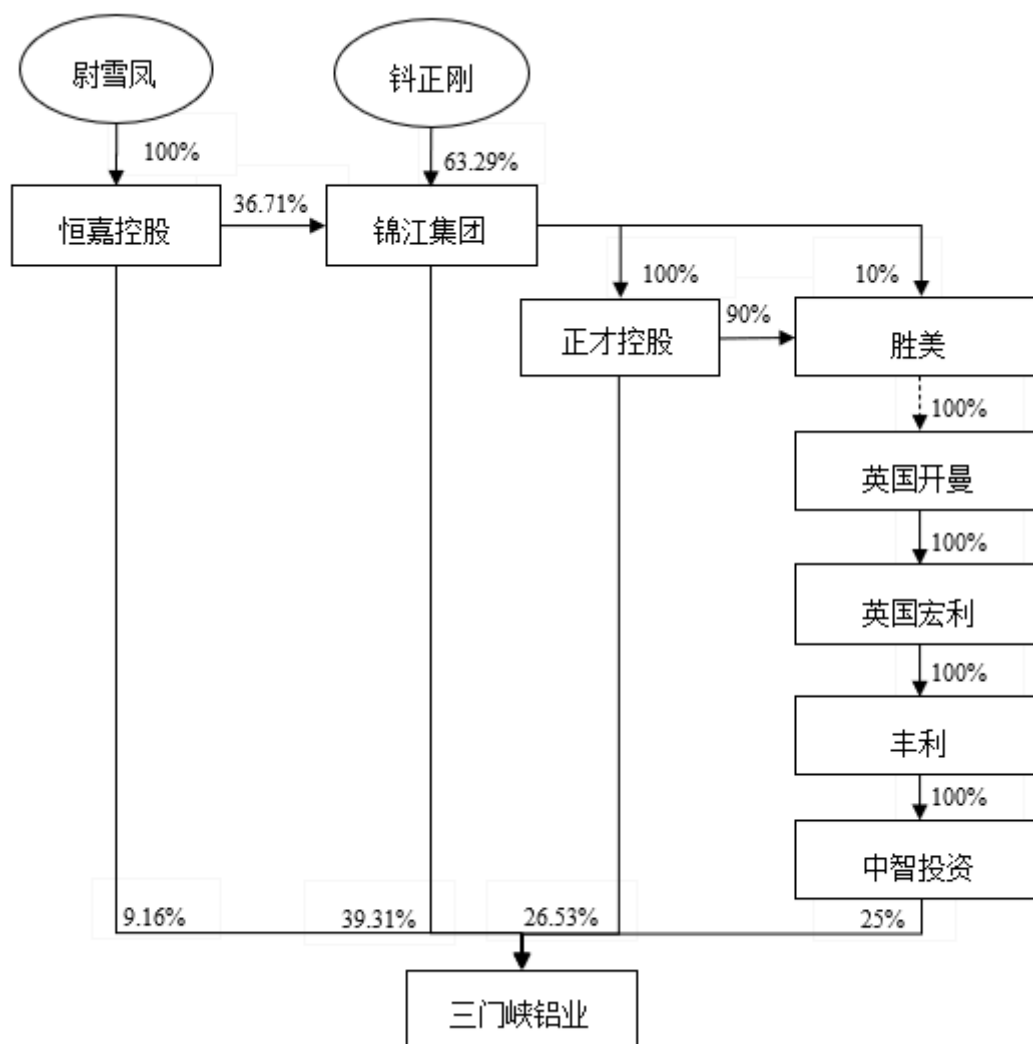 尉雪凤
钭正刚
100%
63.29%
恒嘉控股
36.71%
锦江集团
100%
10%
正才控股
90%
胜美
100%
英国开曼
100%
英国宏利
100%
丰利
100%
中智投资
9.16%
39.31%
26.53%
25%
三门峡铝业